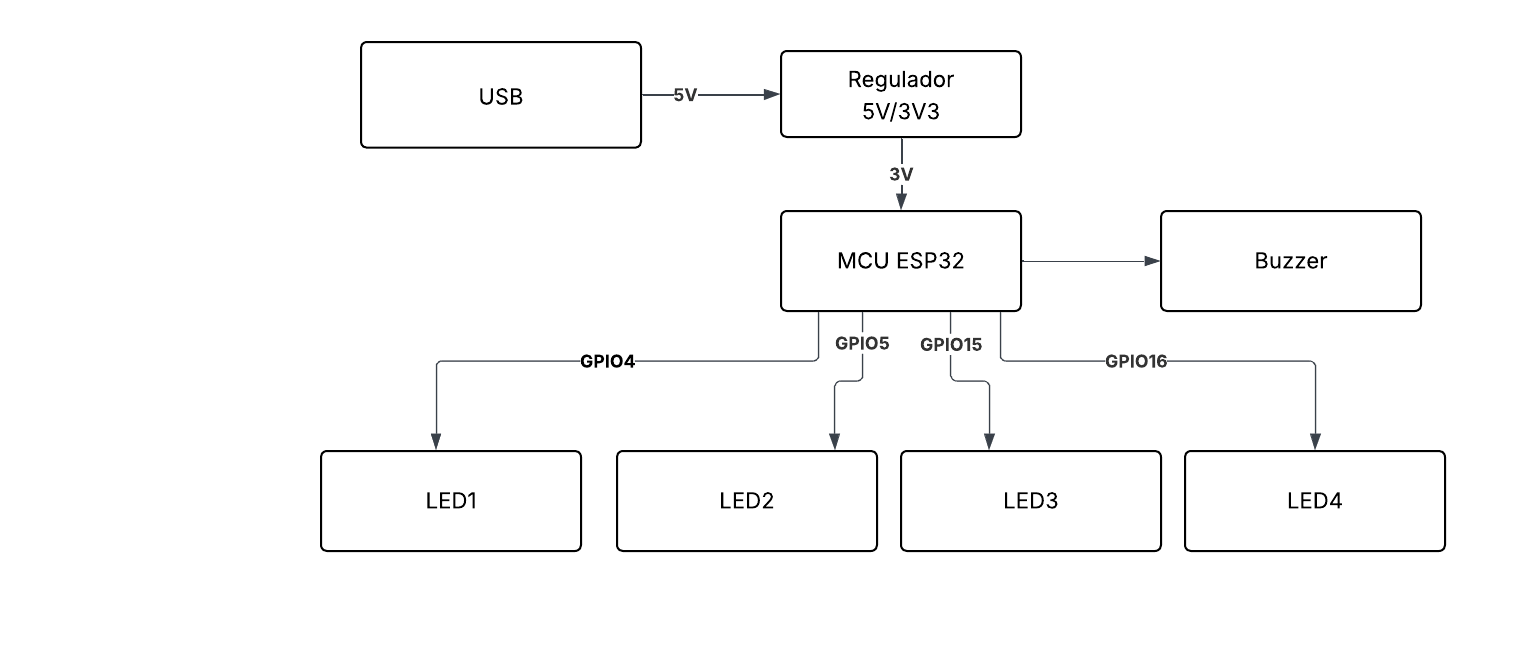 USB
5V
Regulador
5V/3V3
3V
MCU ESP32
Buzzer
GPIO4
GPIO5
GPIO15
GPIO16
LED1
LED2
LED3
LED4